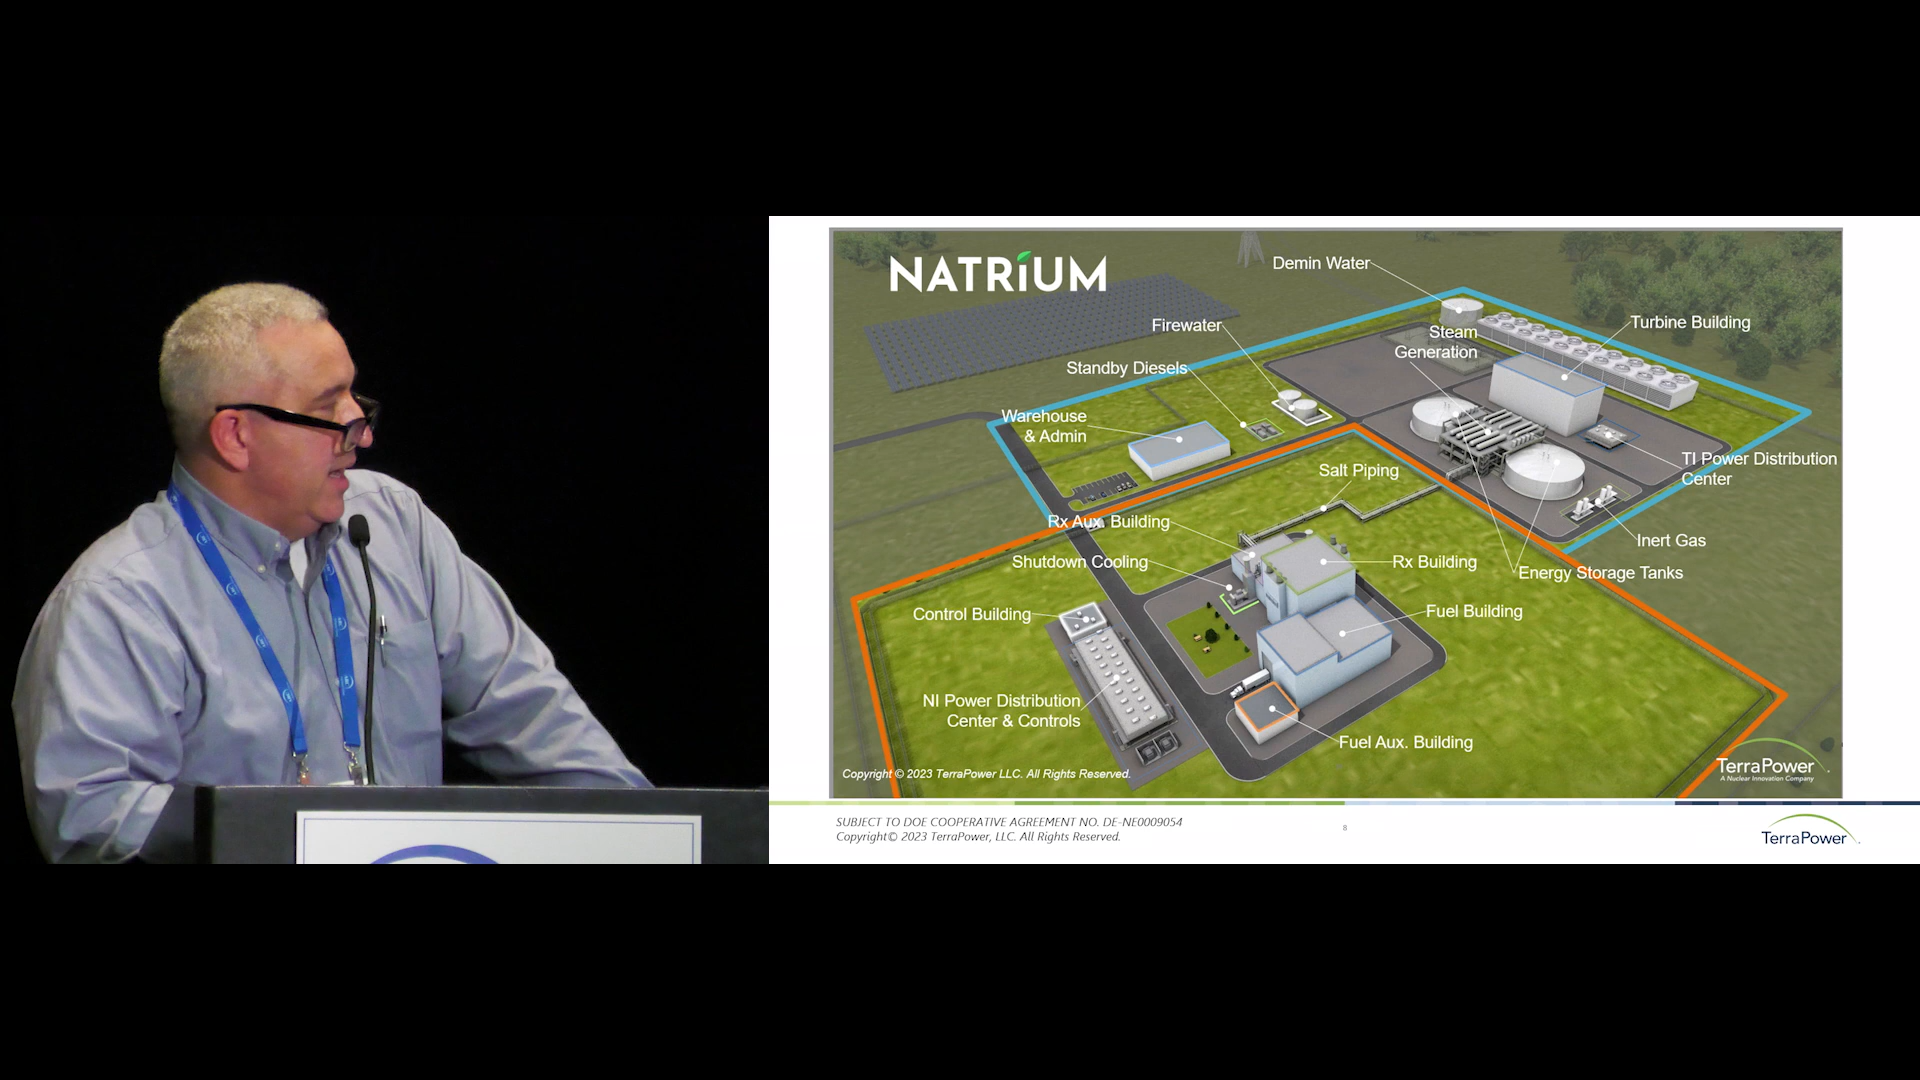 NATRiUM
Demin Water
Firewater
Steam
Generation
Turbine Building
Standby Diesels
Warehouse
& Admin
TI Power Distribution
Center
Salt Piping
Rx Aux. Building
Inert Gas
Shutdown Cooling
Rx Building
Energy Storage Tanks
Control Building
Fuel Building
NI Power Distribution
Center & Controls
Fuel Aux. Building
TerraPower
A Nuclear Innovation Company
Copyright © 2023 TerraPower LLC. All Rights Reserved.
SUBJECT TO DOE COOPERATIVE AGREEMENT NO. DE-NE0009054
Copyright© 2023 TerraPower, LLC. All Rights Reserved.
8
TerraPower